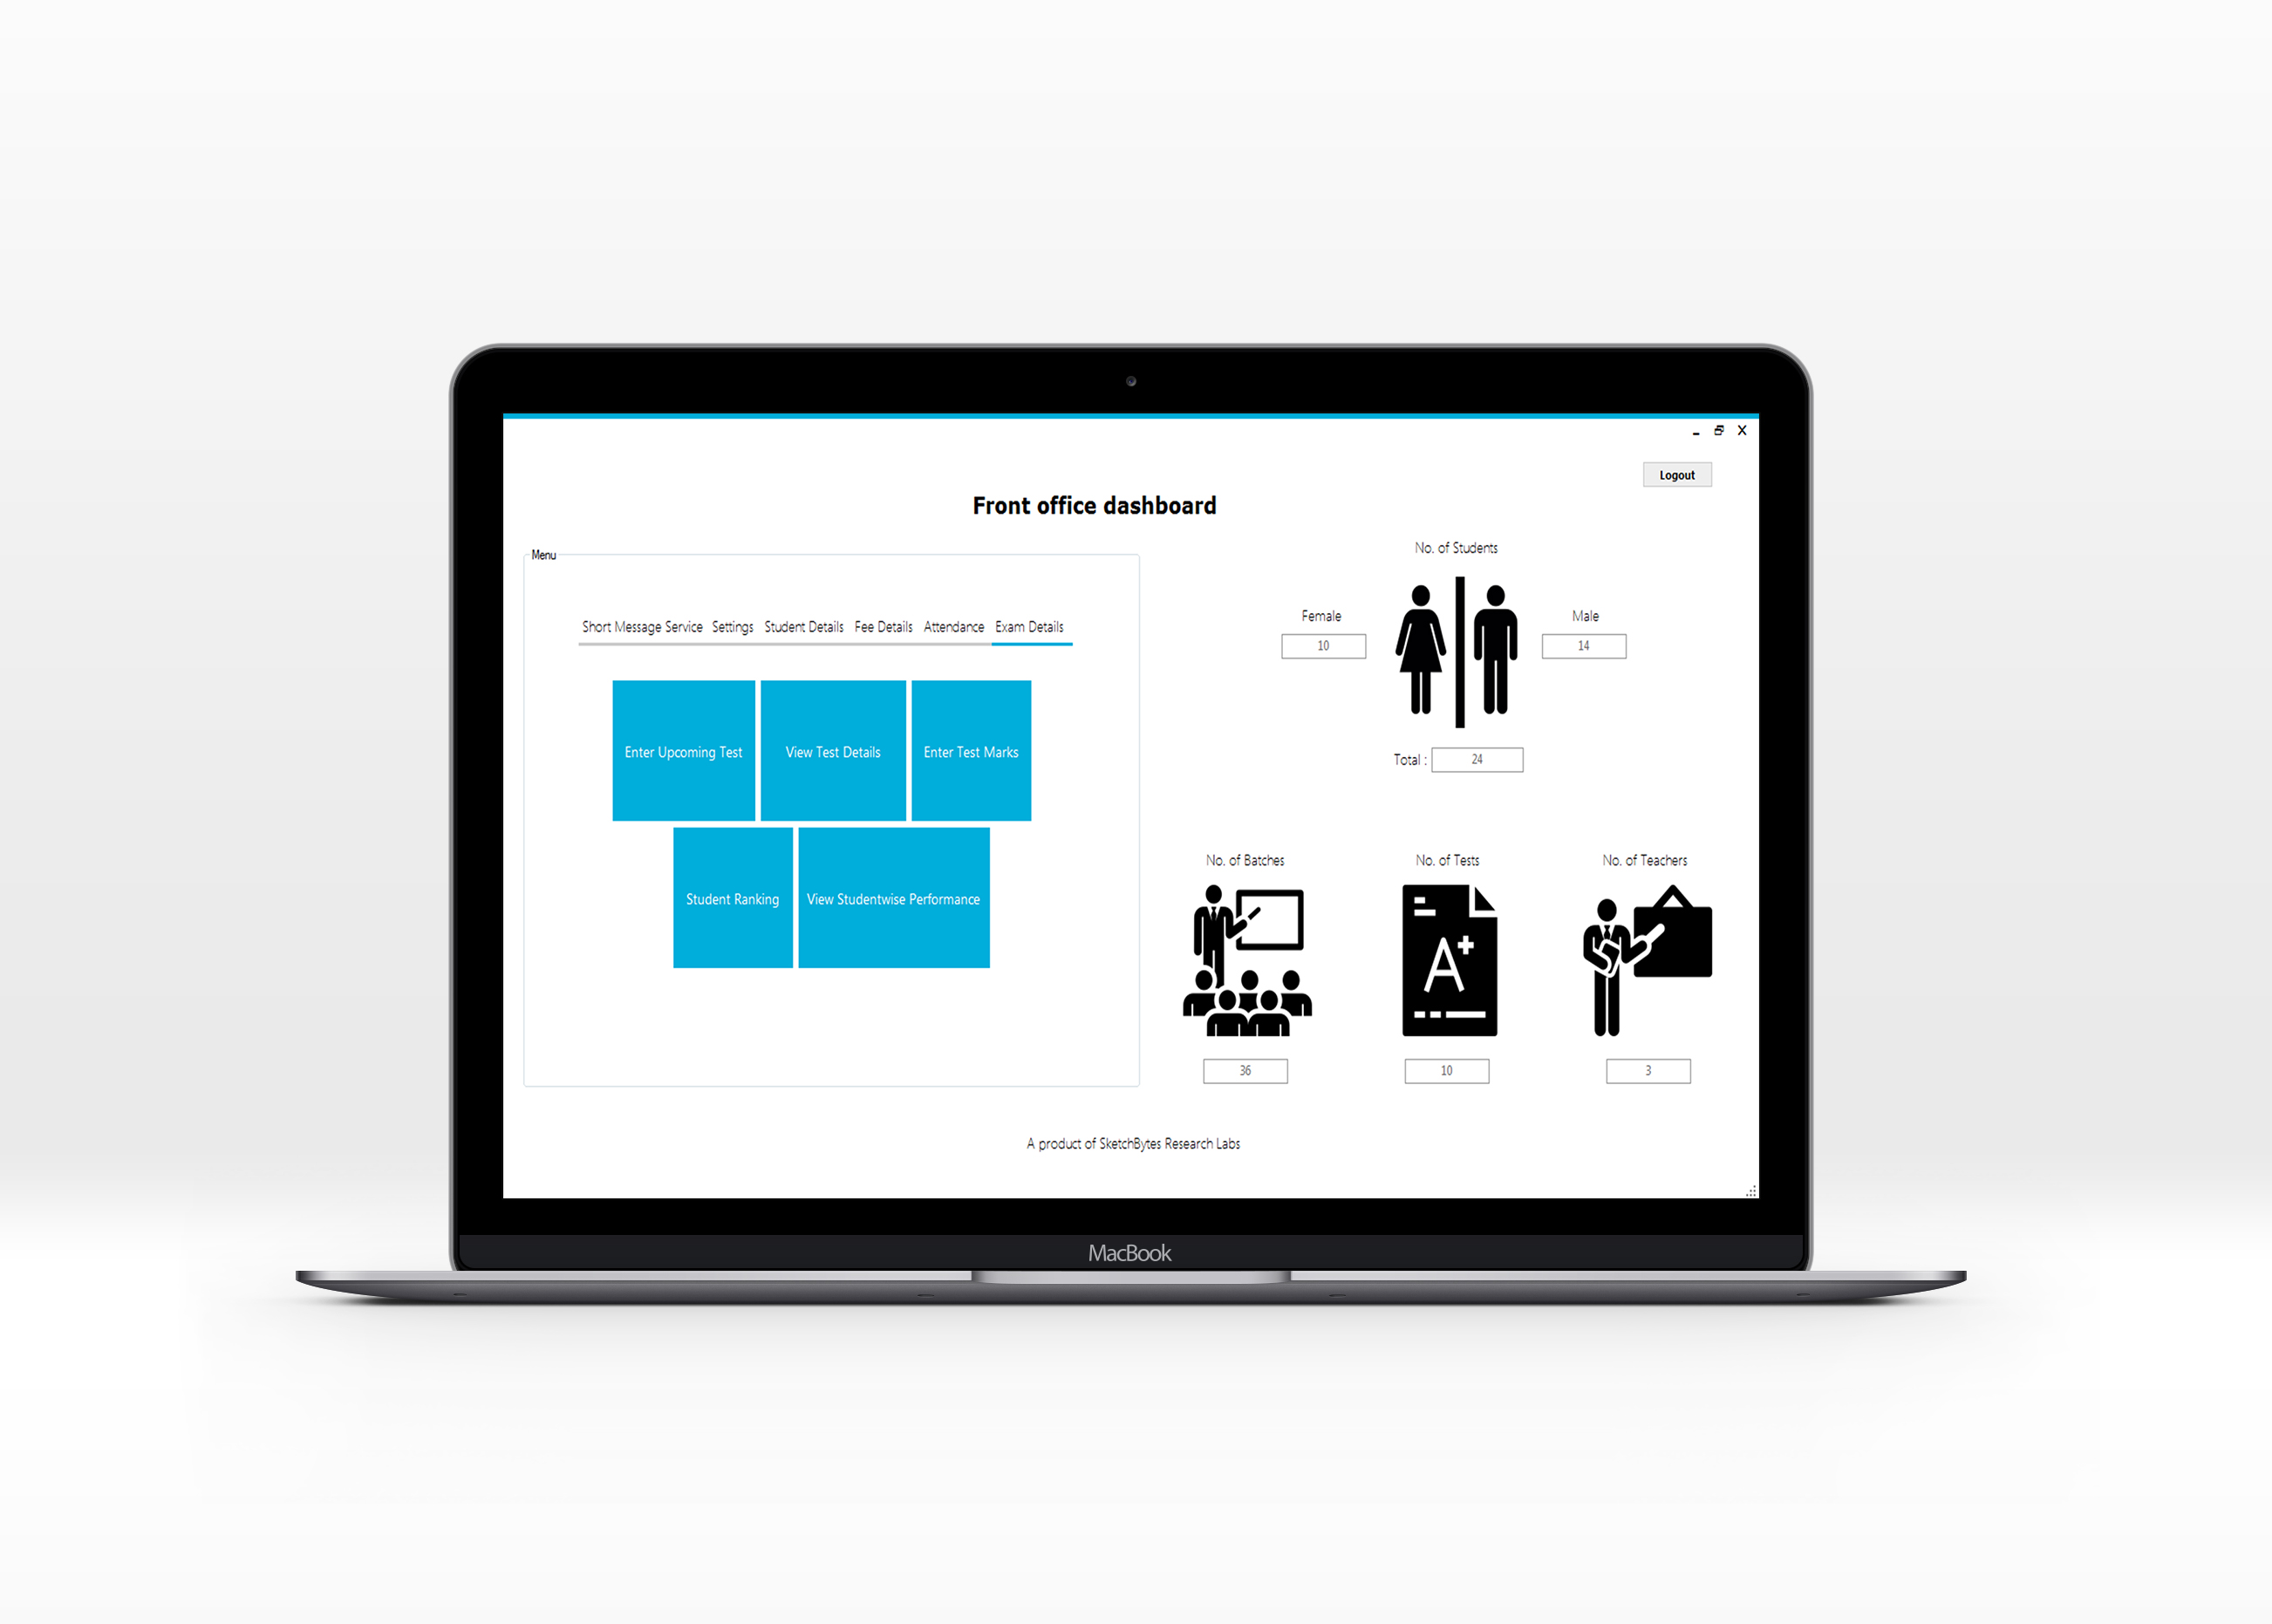 Logout
Front office dashboard
Menu
Short Message Service Settings Student Details Fee Details Attendance Exam Details
Enter Upcoming Test View Test Details Enter Test Marks
Student Ranking View Studentwise Performance
No. of Students
Female Male
10 14
Total : 24
No. of Batches No. of Tests No. of Teachers
A+
36 10 3
A product of SketchBytes Research Labs
MacBook